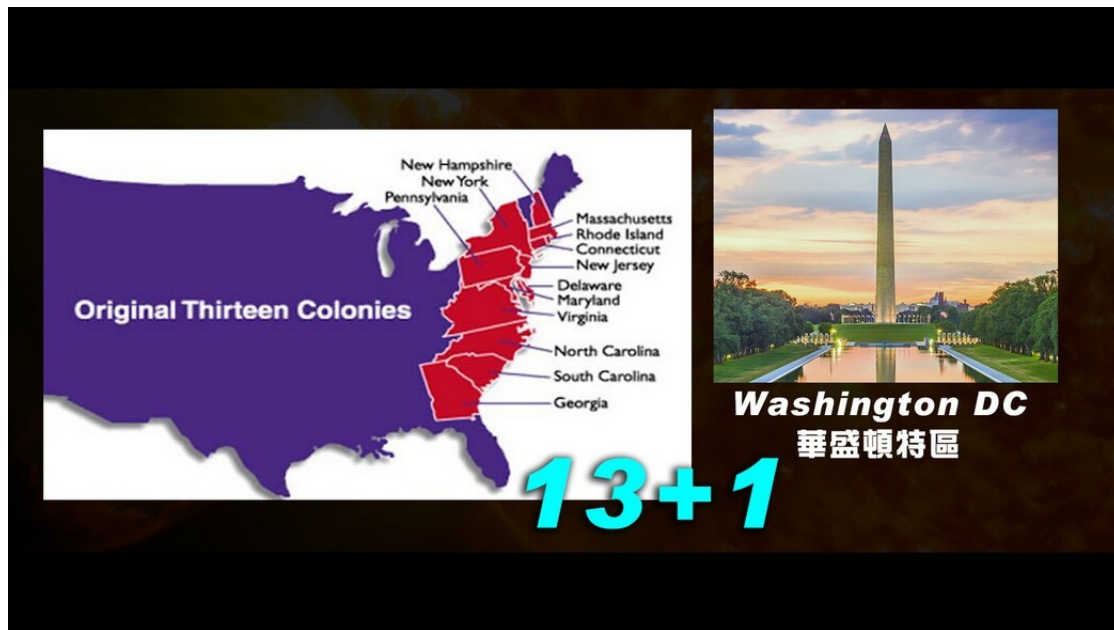 New Hampshire
New York
Pennsylvania
Massachusetts
Rhode Island
Connecticut
New Jersey
Delaware
Maryland
Virginia
North Carolina
South Carolina
Georgia
Original Thirteen Colonies
Washington DC
華盛頓特區
13+1